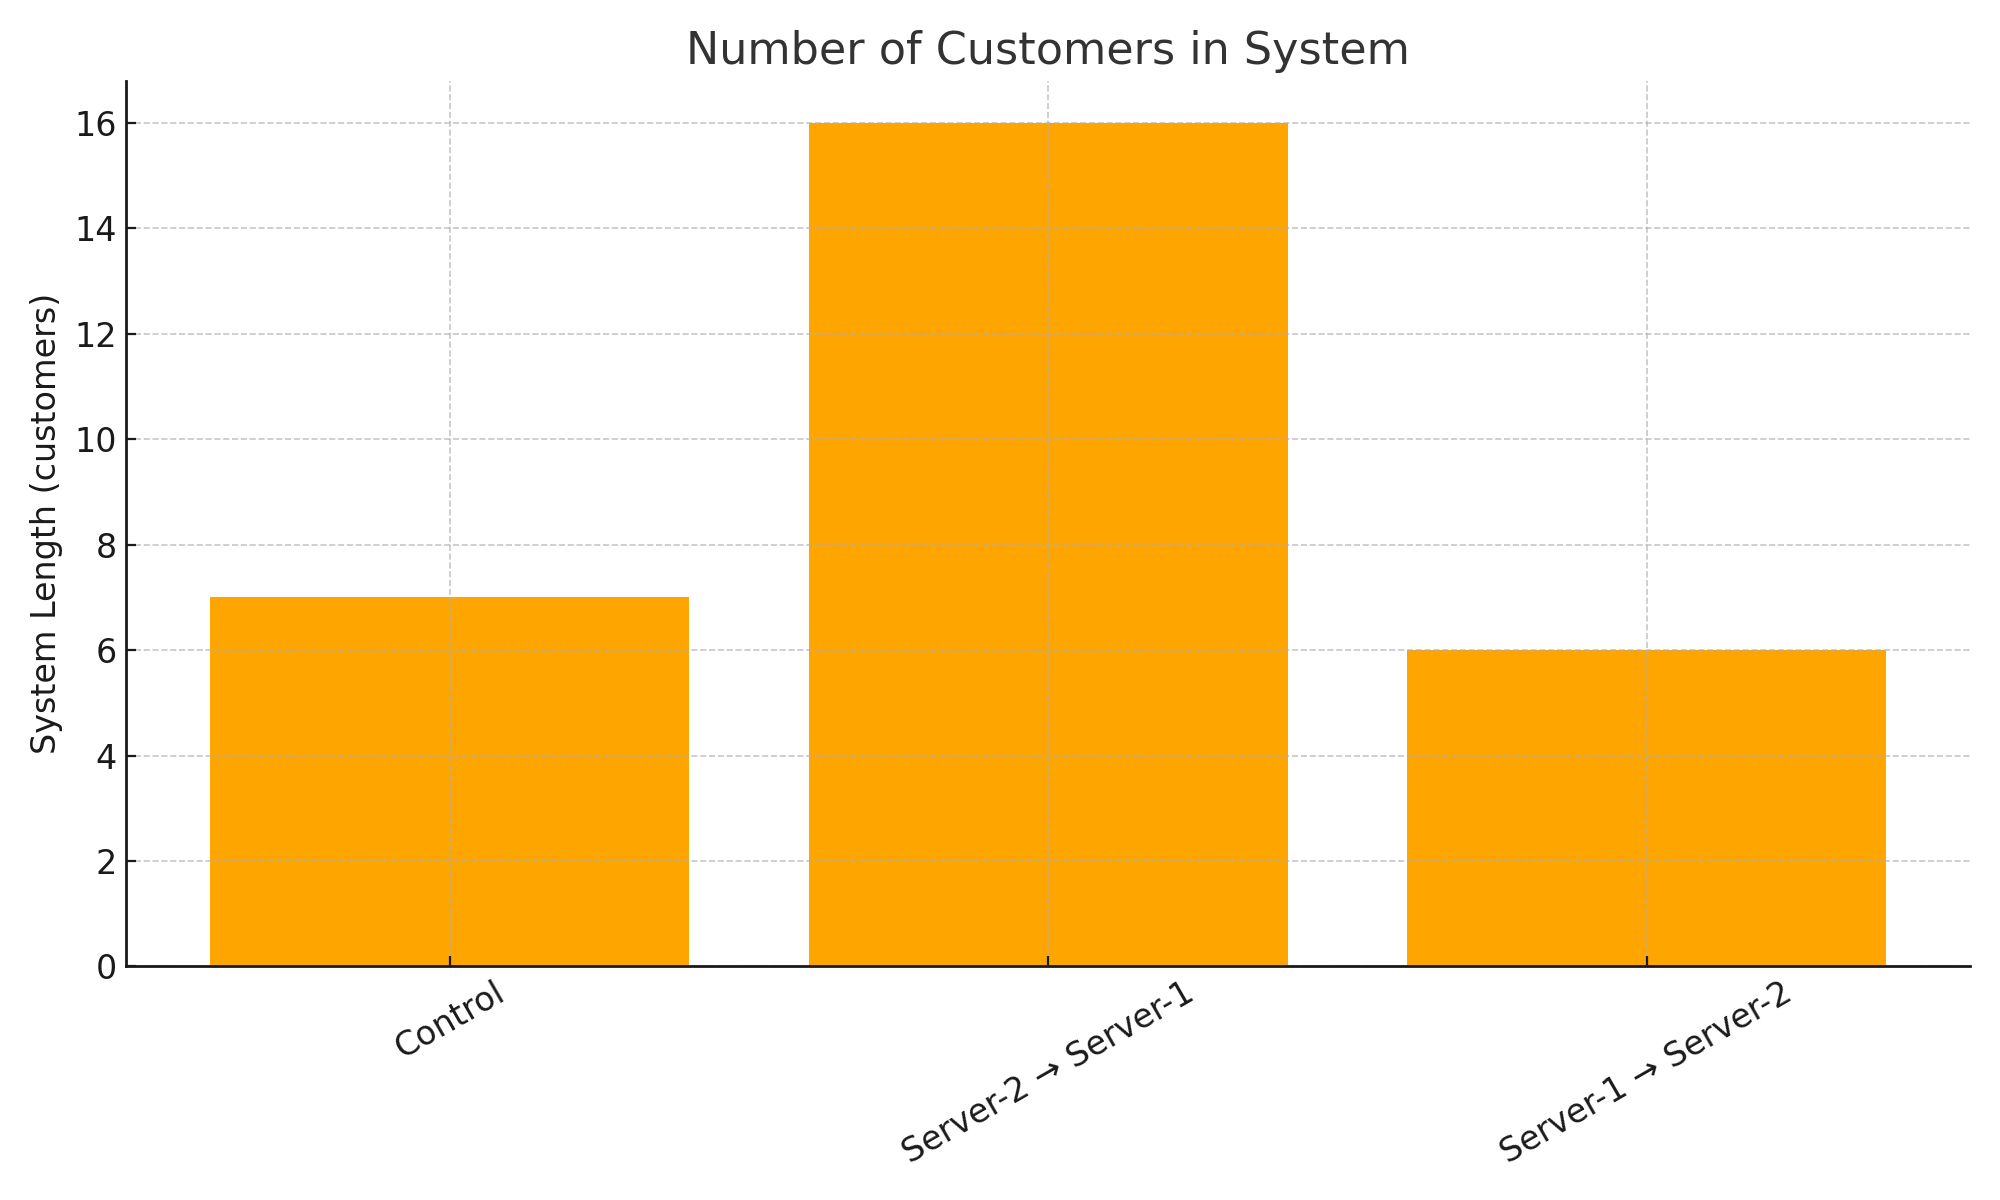 Number of Customers in System
System Length (customers)
16
14
12
10
8
6
4
2
0
Control
Server-2 → Server-1
Server-1 → Server-2